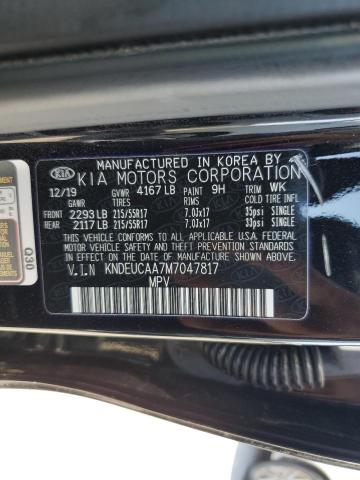 MANUFACTURED IN KOREA BY
KIA KIA MOTORS CORPORATION
12/19 GVWR 4167 LB PAINT 9H TRIM WK
TIRES RIMS COLD TIRE INFL
FRONT 2293 LB 215/55R17 7.0Jx17 35psi SINGLE
REAR 2117 LB 215/55R17 7.0Jx17 33psi SINGLE
THIS VEHICLE CONFORMS TO ALL APPLICABLE
U.S.A. FEDERAL MOTOR VEHICLE SAFETY, BUMPER,
AND THEFT PREVENTION STANDARDS IN EFFECT ON
THE DATE OF MANUFACTURE SHOWN ABOVE.
V.I.N KNDEUCAA7M7047817
MPV
Q30